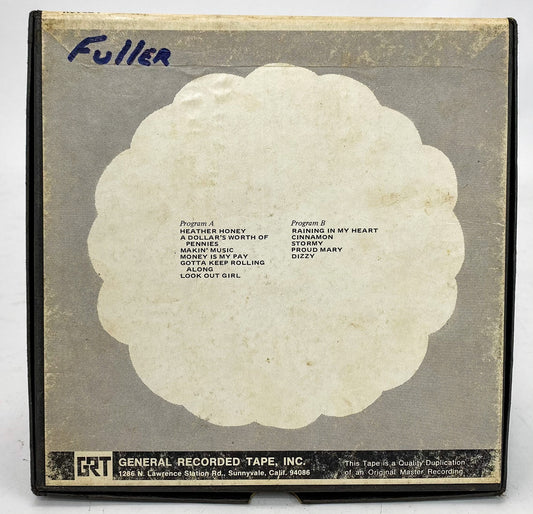 Fuller
Program A
HEATHER HONEY
A DOLLAR'S WORTH OF
PENNIES
MAKIN' MUSIC
MONEY IS MY PAY
GOTTA KEEP ROLLING
ALONG
LOOK OUT GIRL
Program B
RAINING IN MY HEART
CINNAMON
STORMY
PROUD MARY
DIZZY
GRT GENERAL RECORDED TAPE, INC.
1286 N. Lawrence Station Rd., Sunnyvale, Calif. 94086
This Tape is a Quality Duplication
of an Original Master Recording